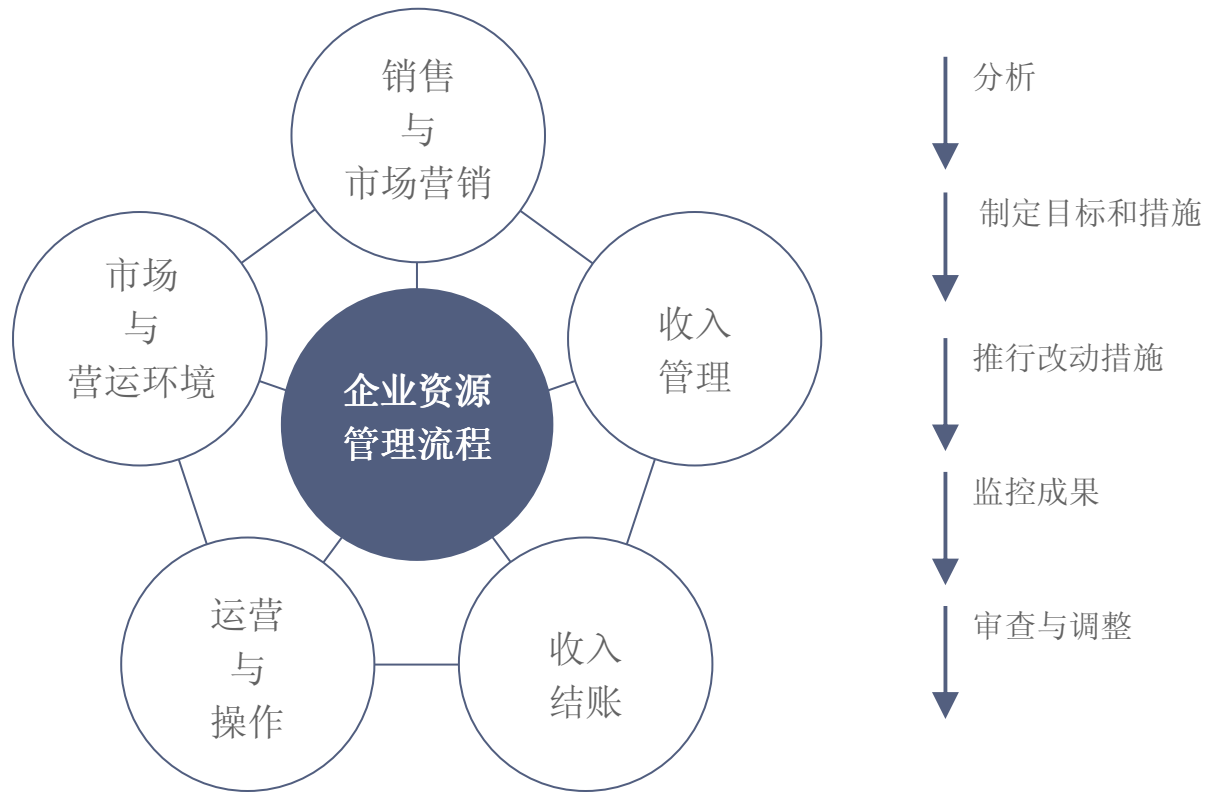 销售
与
市场营销
市场
与
营运环境
收入
管理
企业资源
管理流程
运营
与
操作
收入
结账
分析
制定目标和措施
推行改动措施
监控成果
审查与调整